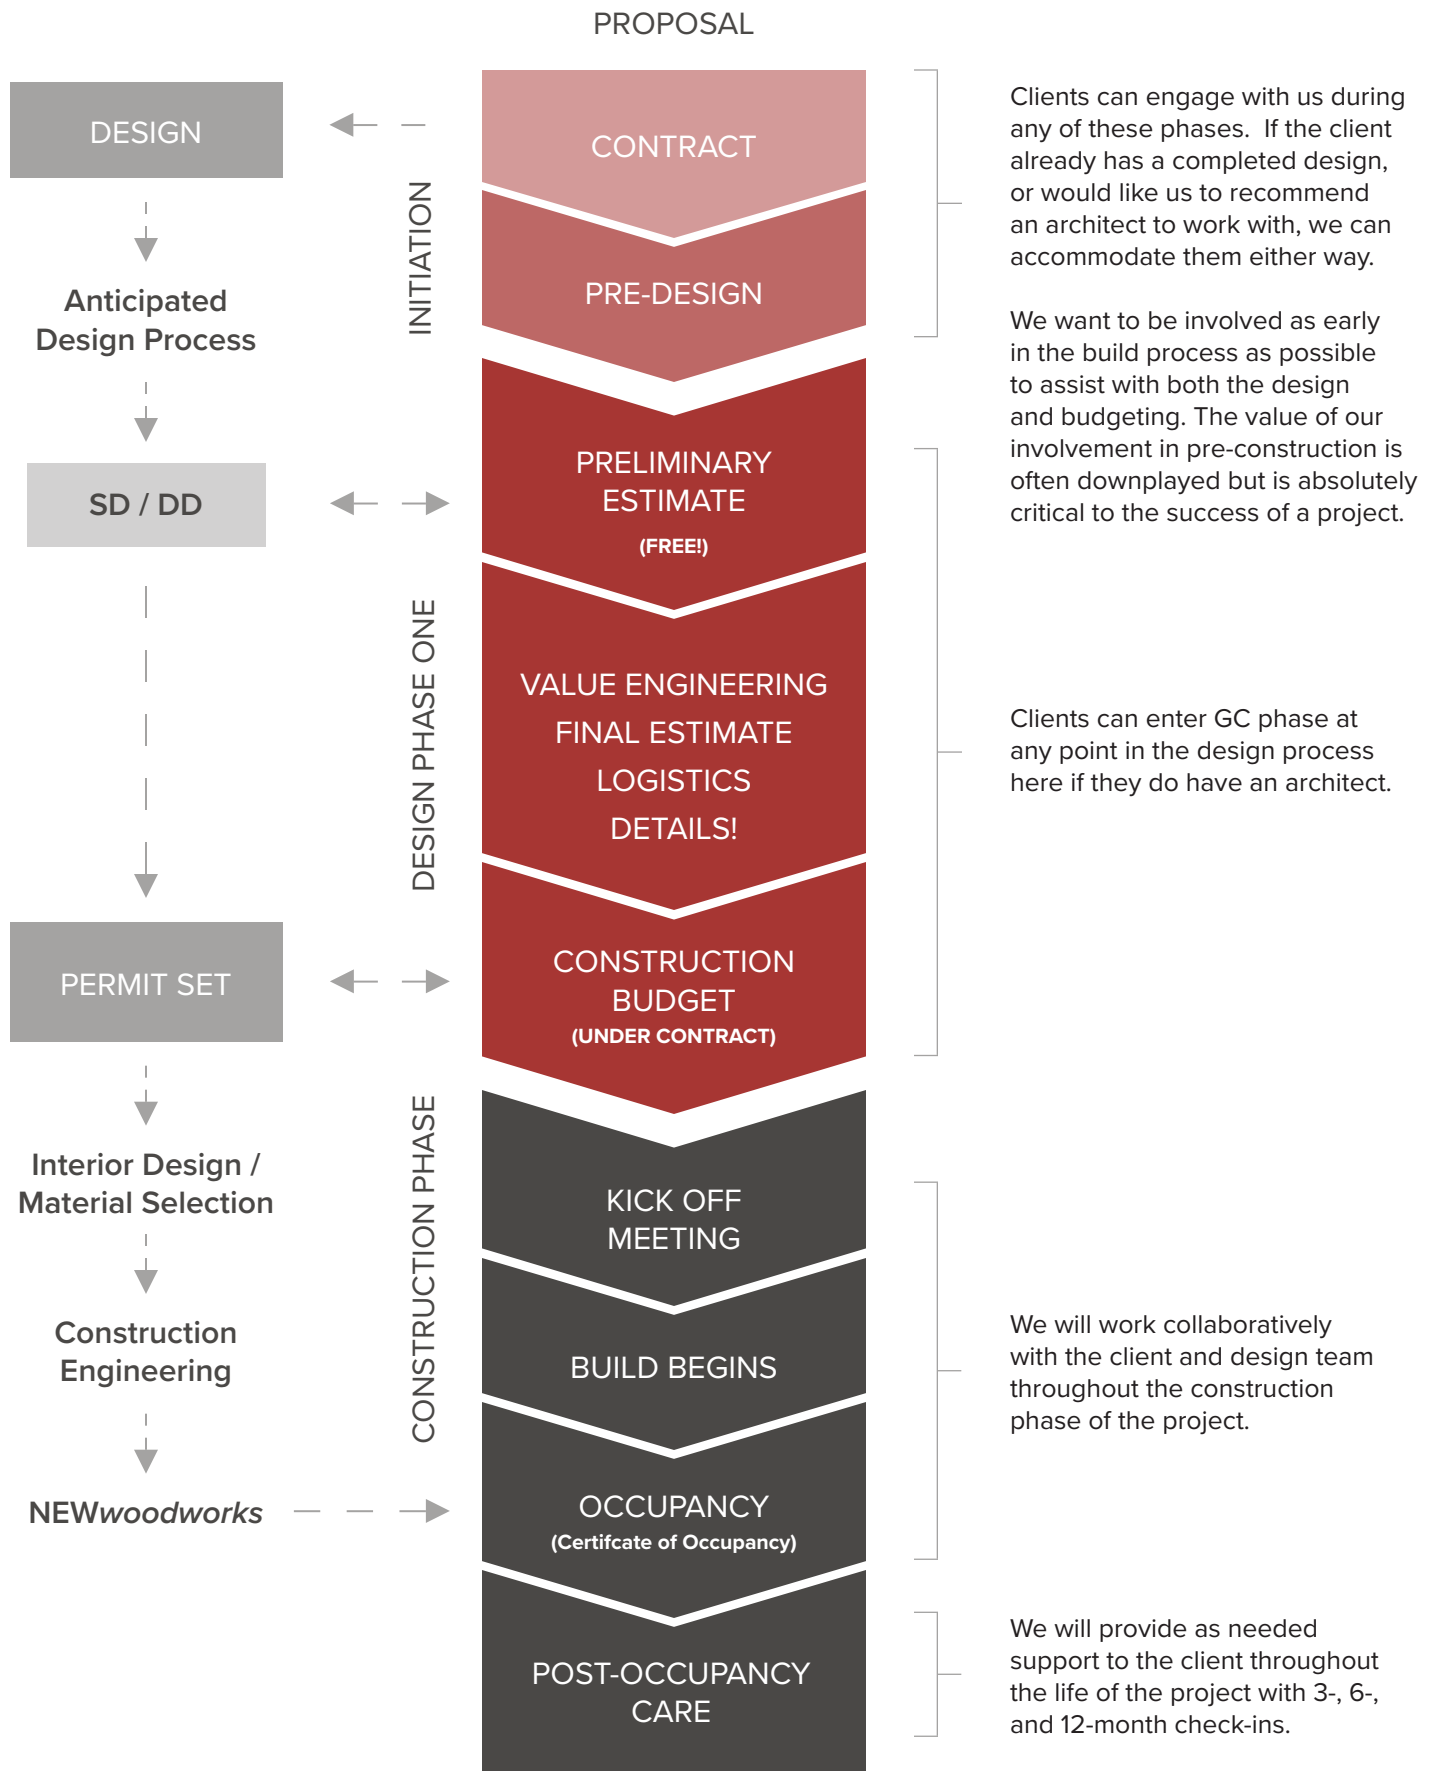 PROPOSAL
DESIGN
Anticipated
Design Process
SD / DD
PERMIT SET
Interior Design /
Material Selection
Construction
Engineering
NEWwoodworks
INITIATION
DESIGN PHASE ONE
CONSTRUCTION PHASE
CONTRACT
PRE-DESIGN
PRELIMINARY
ESTIMATE
(FREE!)
VALUE ENGINEERING
FINAL ESTIMATE
LOGISTICS
DETAILS!
CONSTRUCTION
BUDGET
(UNDER CONTRACT)
KICK OFF
MEETING
BUILD BEGINS
OCCUPANCY
(Certifcate of Occupancy)
POST-OCCUPANCY
CARE
Clients can engage with us during
any of these phases.  If the client
already has a completed design,
or would like us to recommend
an architect to work with, we can
accommodate them either way.
We want to be involved as early
in the build process as possible
to assist with both the design
and budgeting. The value of our
involvement in pre-construction is
often downplayed but is absolutely
critical to the success of a project.
Clients can enter GC phase at
any point in the design process
here if they do have an architect.
We will work collaboratively
with the client and design team
throughout the construction
phase of the project.
We will provide as needed
support to the client throughout
the life of the project with 3-, 6-,
and 12-month check-ins.